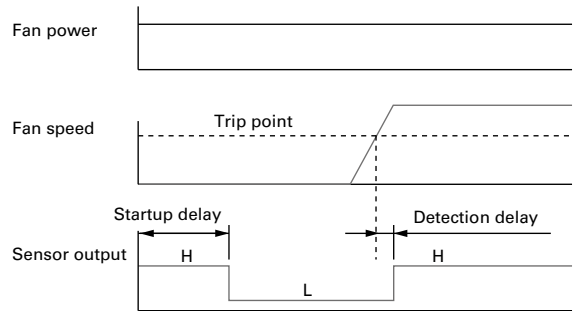 Fan power
Fan speed
Trip point
Startup delay
Detection delay
Sensor output
H
H
L